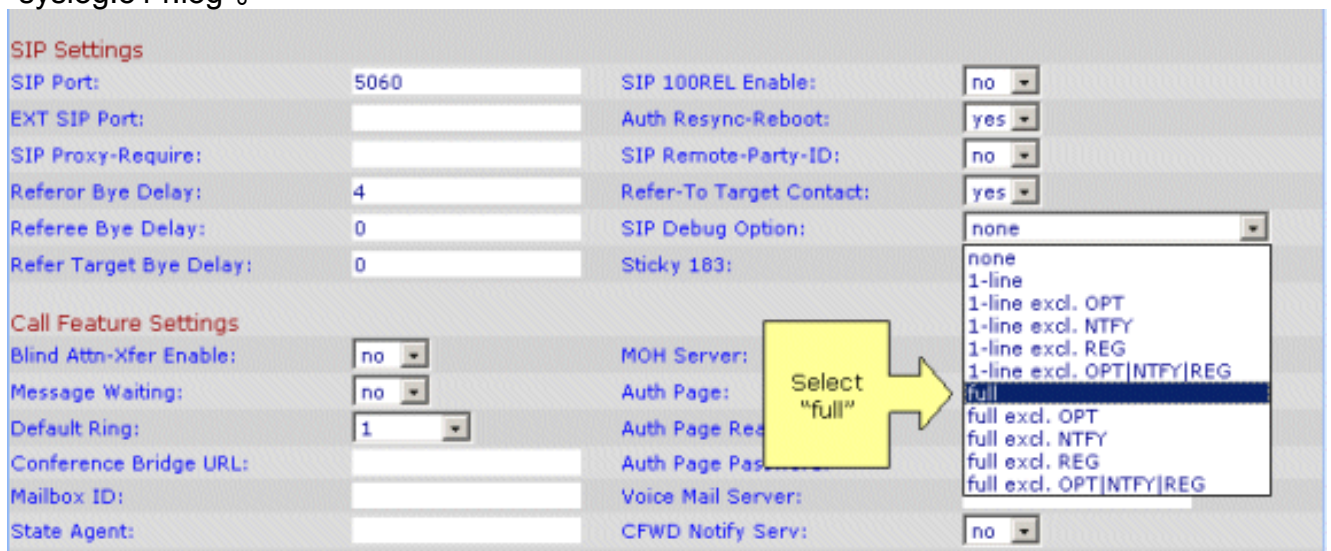 SIP Settings
SIP Port: 5060 SIP 100REL Enable: no
EXT SIP Port: Auth Resync-Reboot: yes
SIP Proxy-Require: SIP Remote-Party-ID: no
Referor Bye Delay: 4 Refer-To Target Contact: yes
Referee Bye Delay: 0 SIP Debug Option: none
Refer Target Bye Delay: 0 Sticky 183:
none
1-line
1-line excl. OPT
1-line excl. NTFY
1-line excl. REG
1-line excl. OPT|NTFY|REG
full
full excl. OPT
full excl. NTFY
full excl. REG
full excl. OPT|NTFY|REG
Select
"full"
Call Feature Settings
Blind Attn-Xfer Enable: no MOH Server:
Message Waiting: no Auth Page:
Default Ring: 1 Auth Page
Conference Bridge URL: Auth Page
Mailbox ID: Voice Mail Server:
State Agent: CFWD Notify Serv: no